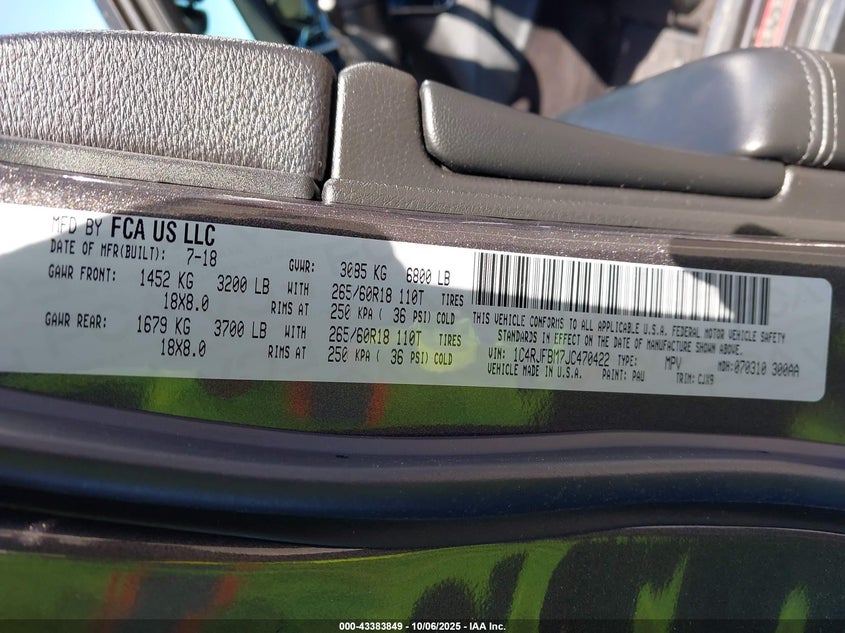 MFD BY FCA US LLC
DATE OF MFR(BUILT): 7-18 GVWR: 3085 KG 6800 LB
GAWR FRONT: 1452 KG 3200 LB WITH 265/60R18 110T TIRES
18X8.0 RIMS AT 250 KPA ( 36 PSI) COLD
GAWR REAR: 1679 KG 3700 LB WITH 265/60R18 110T TIRES
18X8.0 RIMS AT 250 KPA ( 36 PSI) COLD
THIS VEHICLE CONFORMS TO ALL APPLICABLE U.S.A. FEDERAL MOTOR VEHICLE SAFETY
STANDARDS IN EFFECT ON THE DATE OF MANUFACTURE SHOWN ABOVE.
VIN: 1C4RJFBM7JC470422 TYPE: MPV MDH: 070310 300AA
VEHICLE MADE IN U.S.A. PAINT: PAU TRIM: CJX9
000-43383849 · 10/06/2025 · IAA Inc.